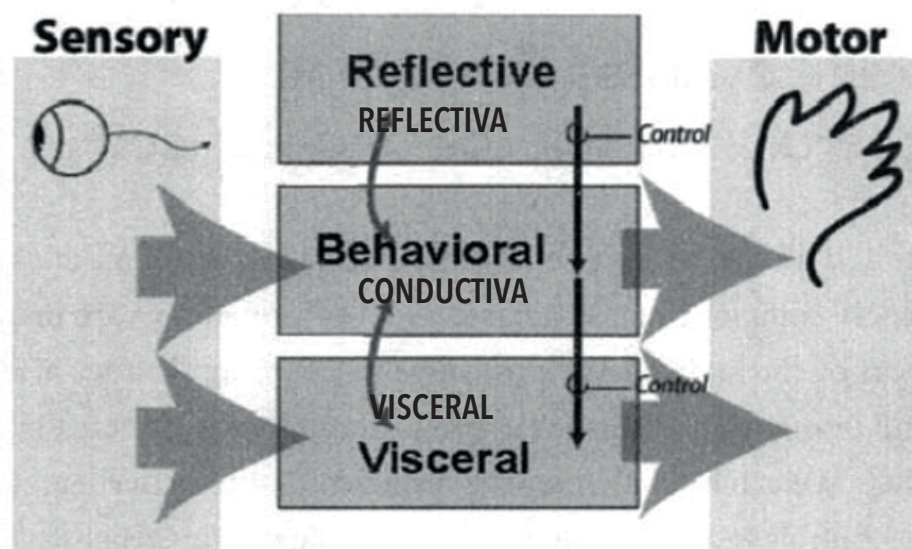 Sensory
Reflective
REFLECTIVA
Control
Motor
Behavioral
CONDUCTIVA
VISCERAL
Control
Visceral